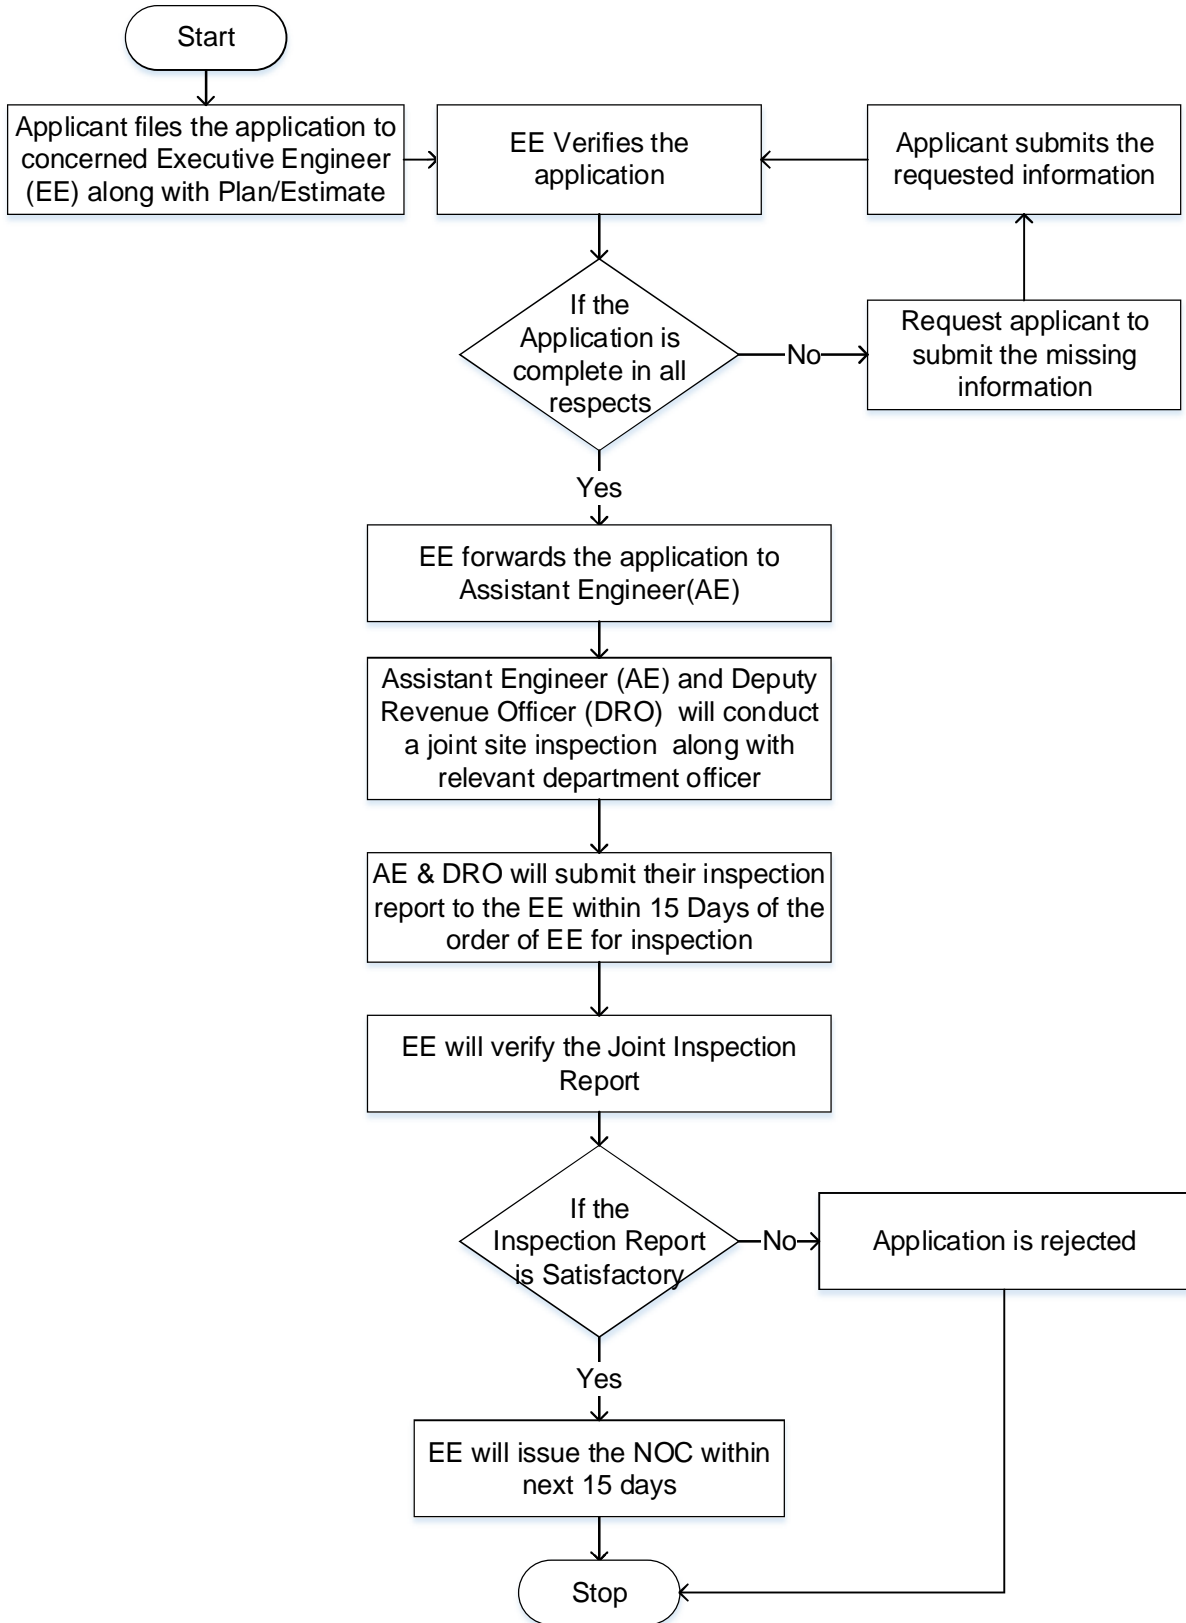 Start
Applicant files the application to
concerned Executive Engineer
(EE) along with Plan/Estimate
EE Verifies the
application
Applicant submits the
requested information
If the
Application is
complete in all
respects
No
Request applicant to
submit the missing
information
Yes
EE forwards the application to
Assistant Engineer(AE)
Assistant Engineer (AE) and Deputy
Revenue Officer (DRO) will conduct
a joint site inspection along with
relevant department officer
AE & DRO will submit their inspection
report to the EE within 15 Days of the
order of EE for inspection
EE will verify the Joint Inspection
Report
If the
Inspection Report
is Satisfactory
No
Application is rejected
Yes
EE will issue the NOC within
next 15 days
Stop